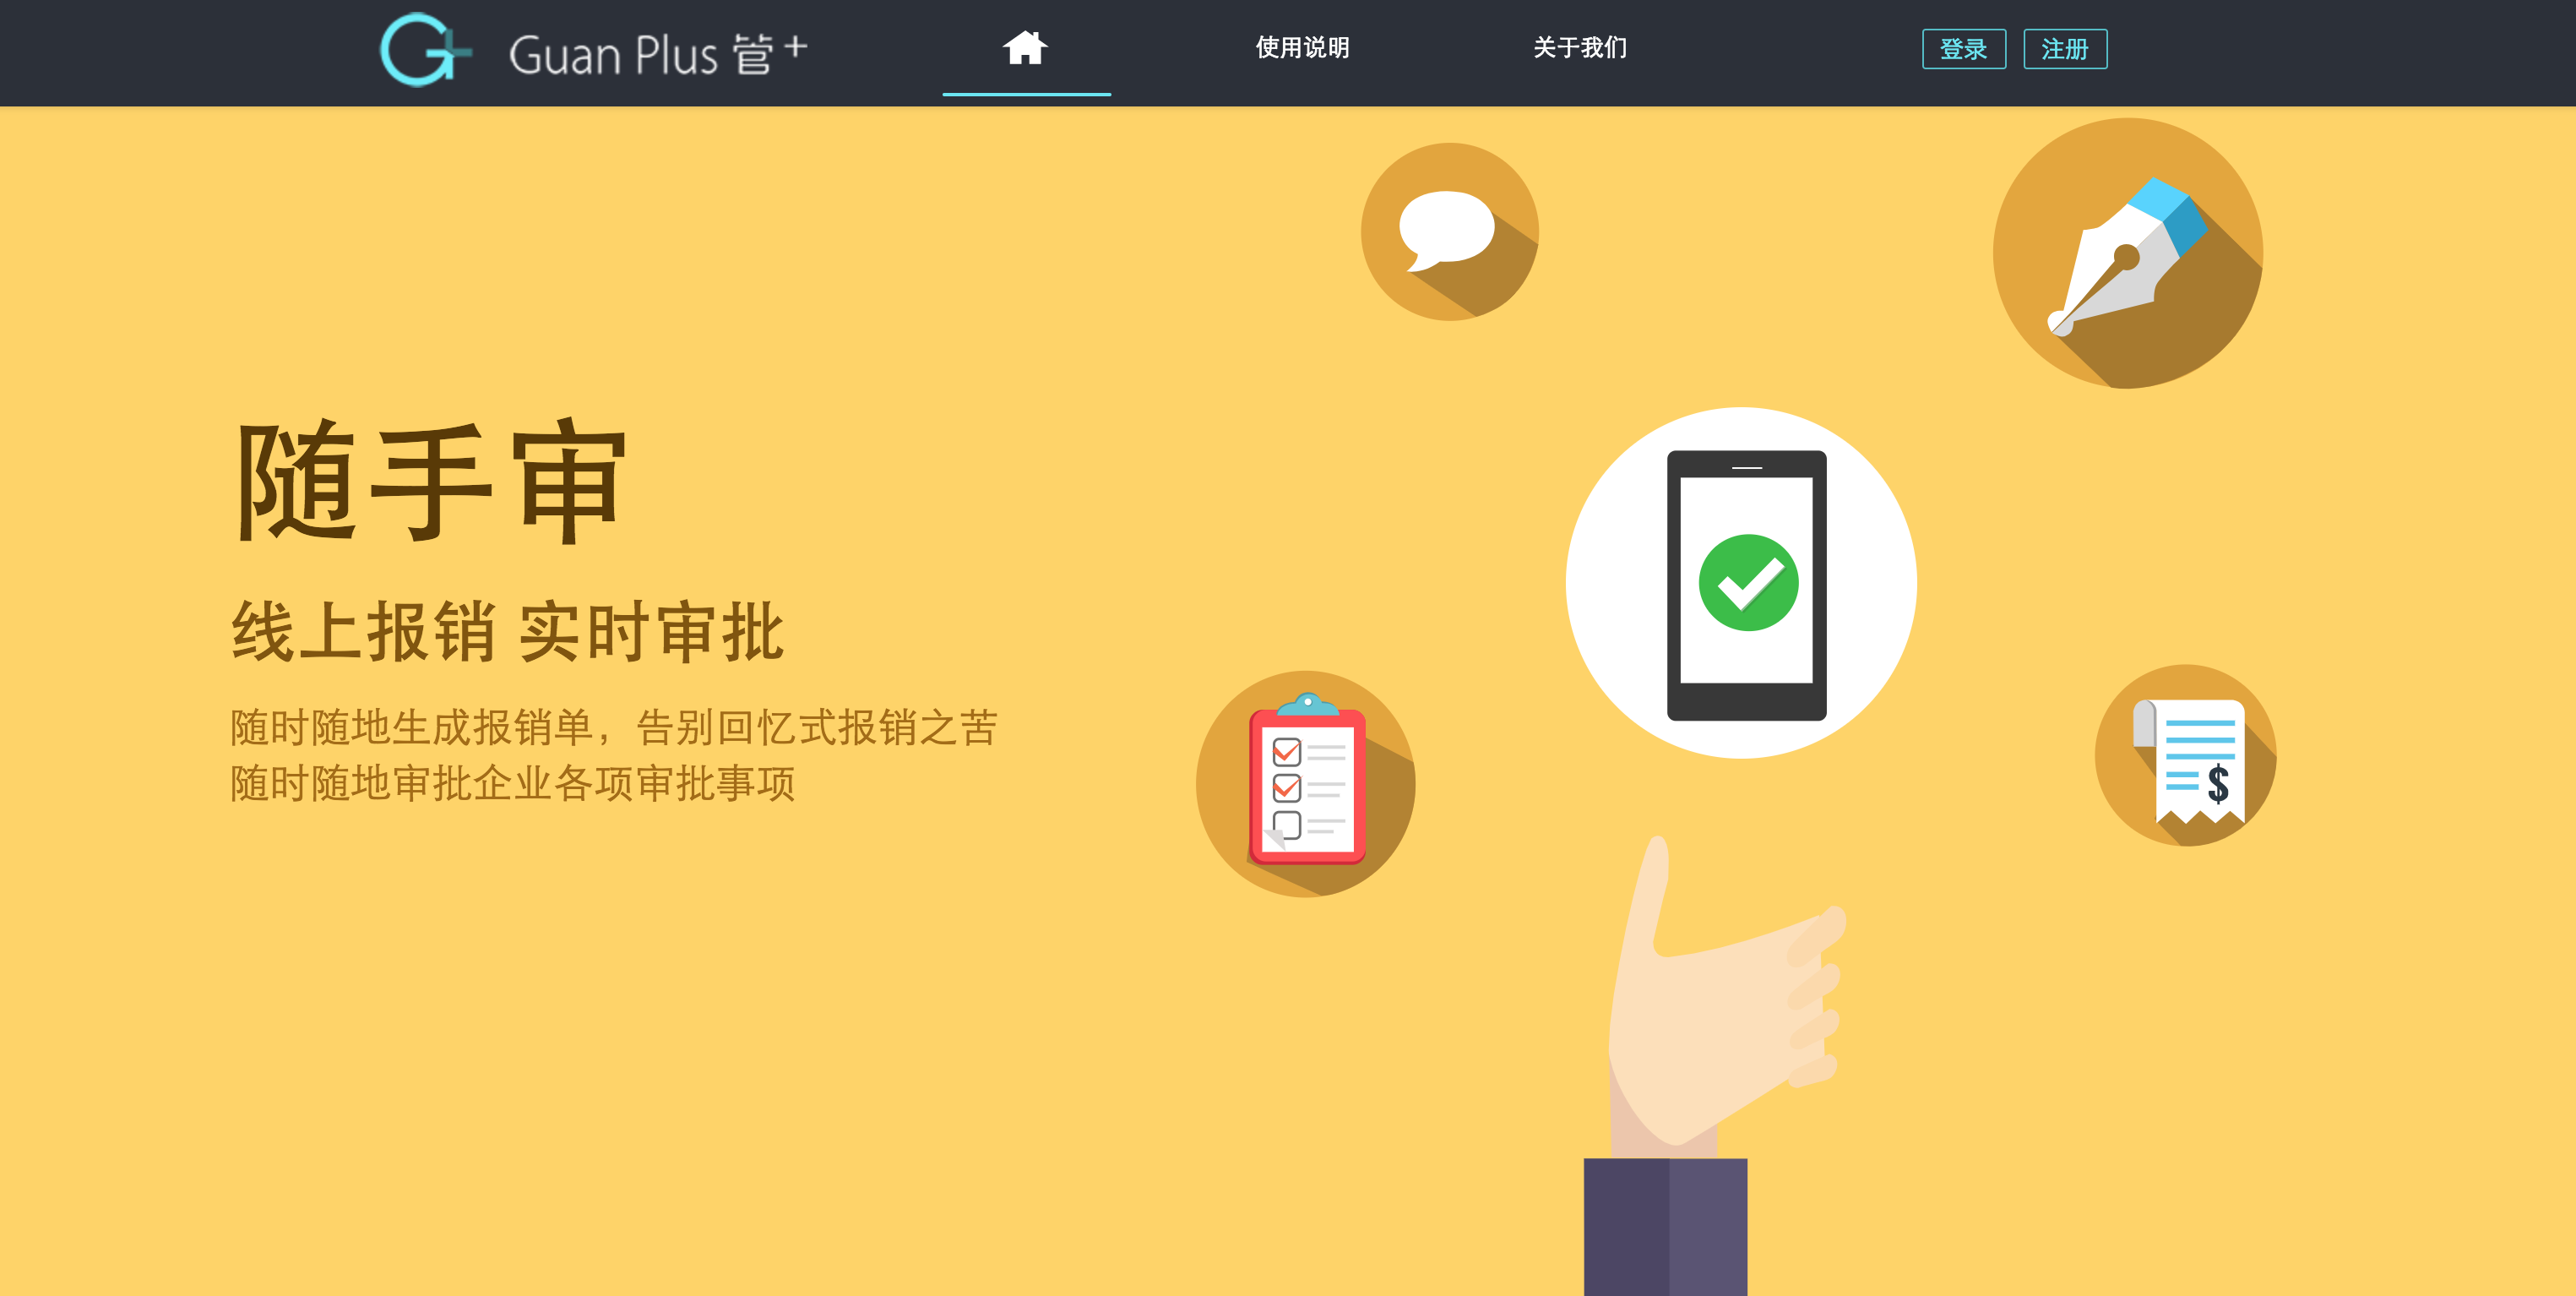 Guan Plus 管+
使用说明
关于我们
登录
注册
随手审
线上报销 实时审批
随时随地生成报销单，告别回忆式报销之苦
随时随地审批企业各项审批事项
$